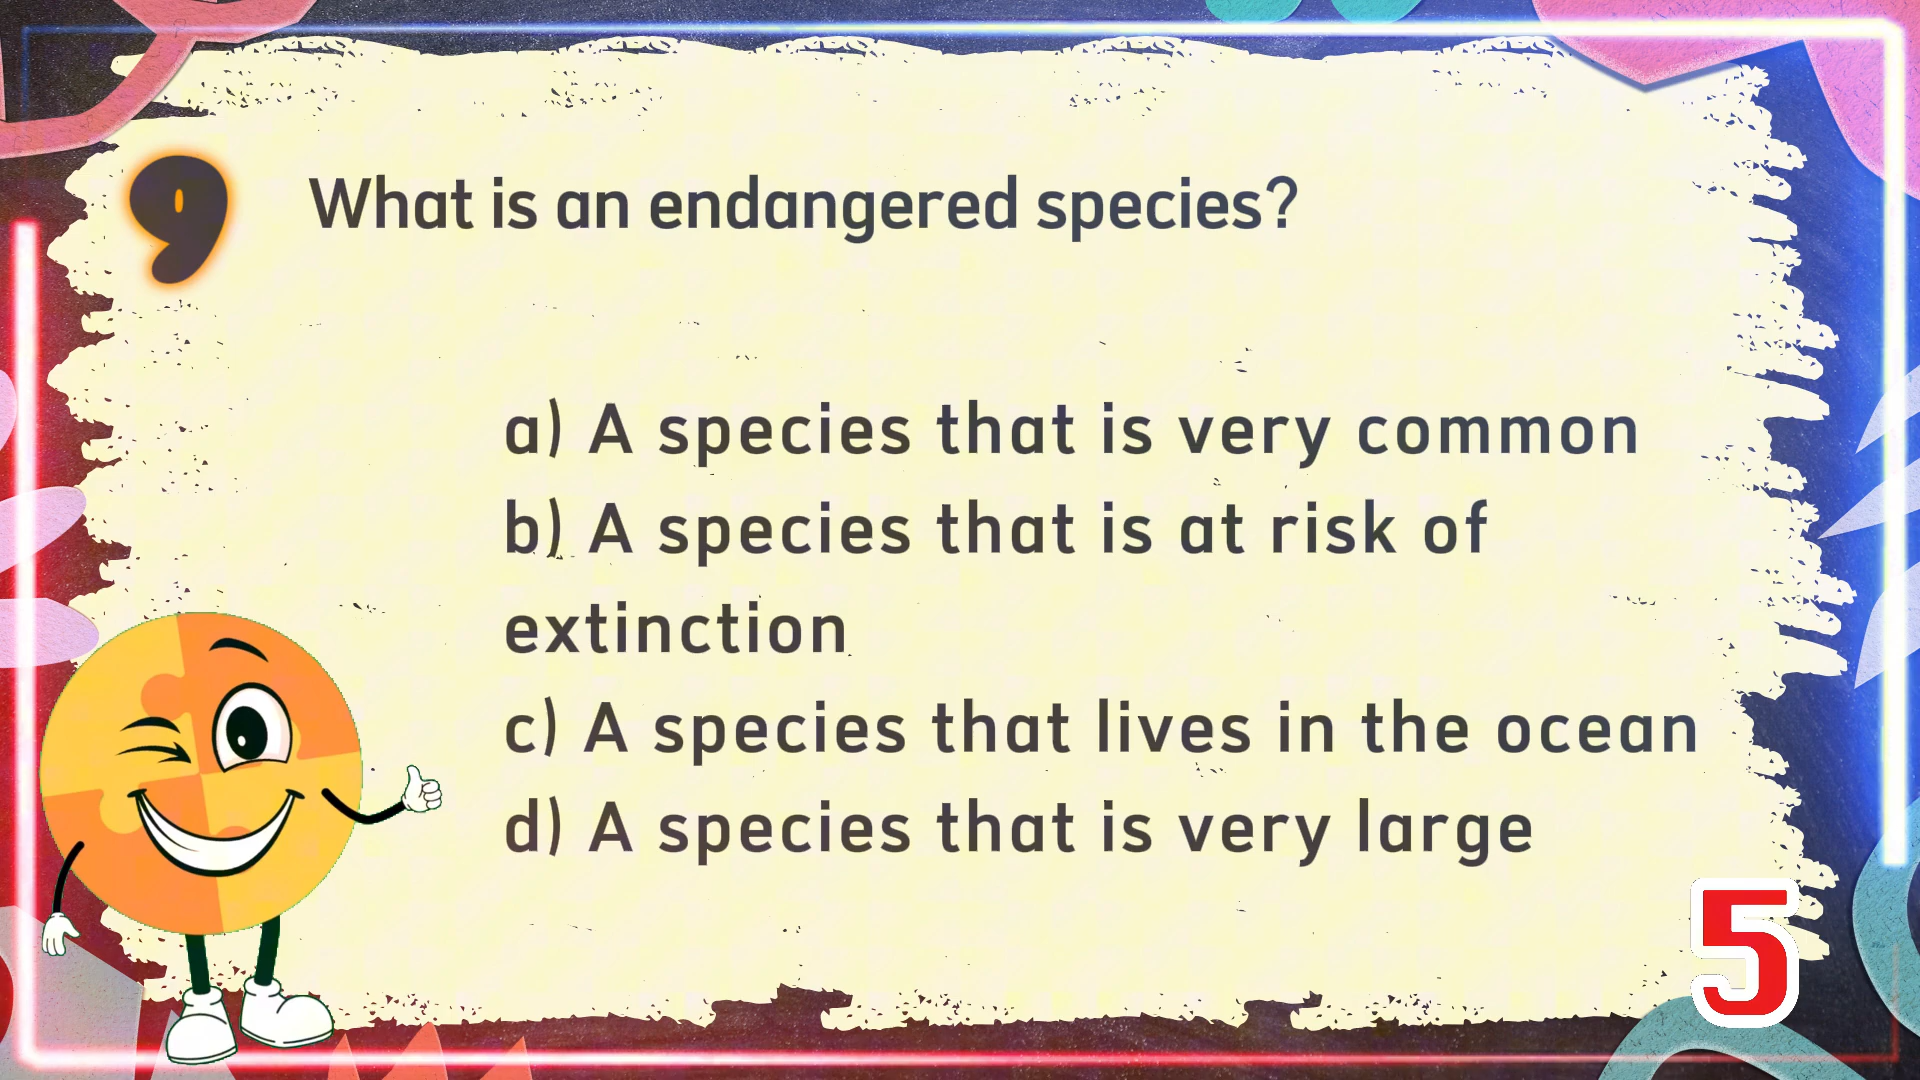 9 What is an endangered species?
a) A species that is very common
b) A species that is at risk of
extinction
c) A species that lives in the ocean
d) A species that is very large
5